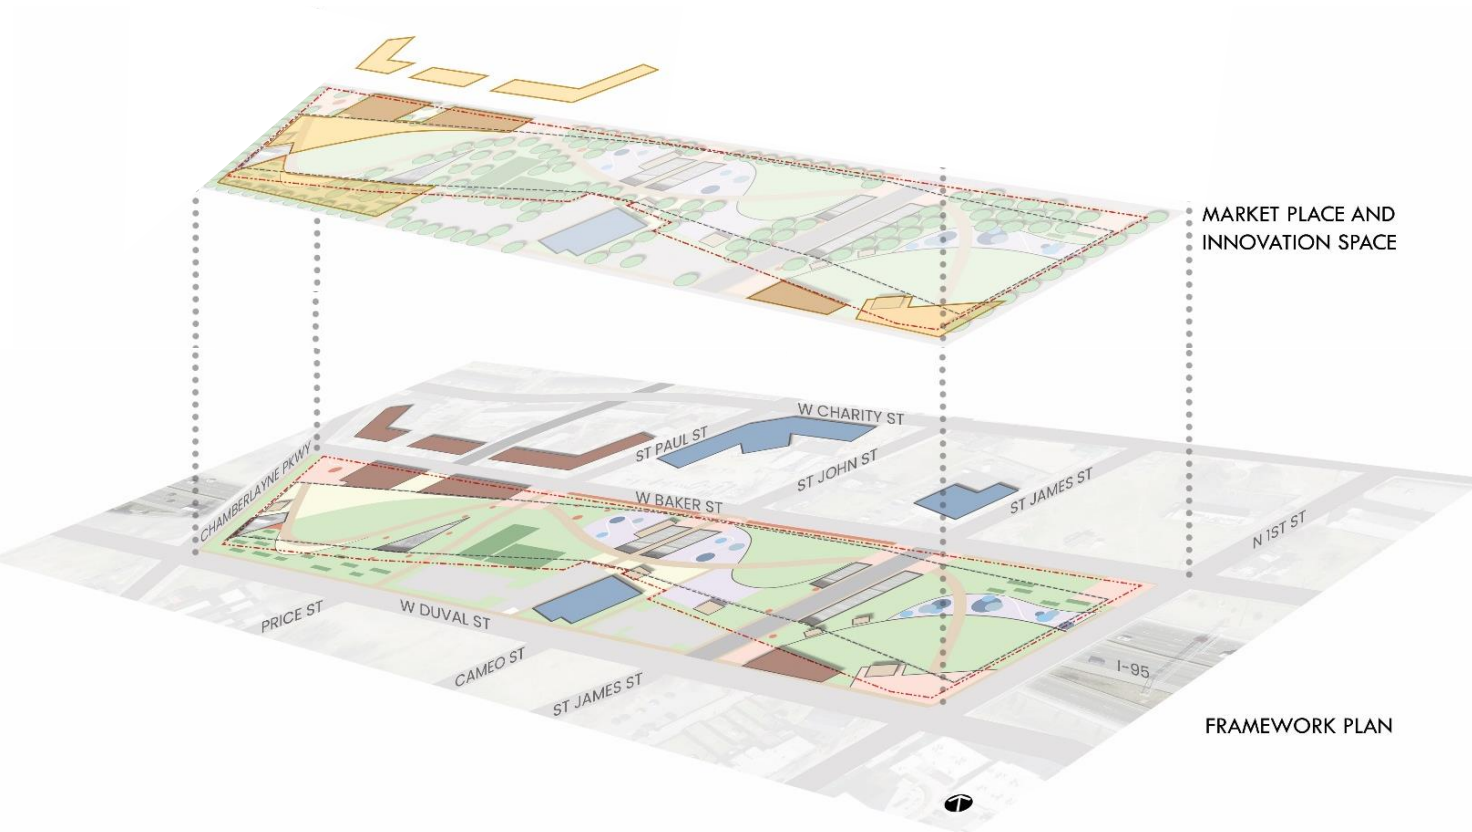 MARKET PLACE AND
INNOVATION SPACE
W CHARITY ST
ST PAUL ST
CHAMBERLAYNE PKWY
ST JOHN ST
W BAKER ST
ST JAMES ST
N 1ST ST
PRICE ST
W DUVAL ST
CAMEO ST
I-95
ST JAMES ST
FRAMEWORK PLAN